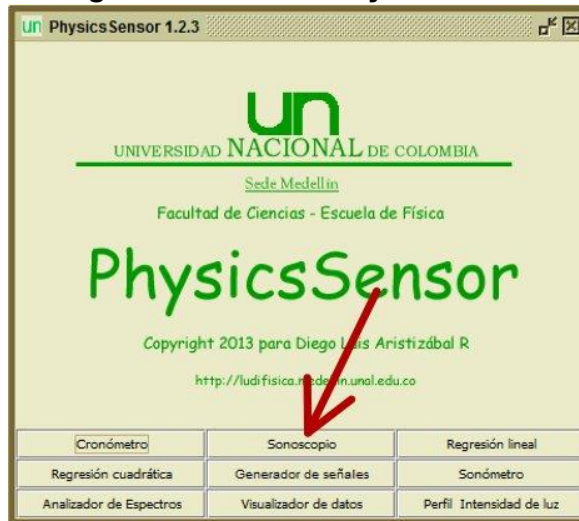 un PhysicsSensor 1.2.3
un
UNIVERSIDAD NACIONAL DE COLOMBIA
Sede Medellín
Facultad de Ciencias - Escuela de Física
PhysicsSensor
Copyright 2013 para Diego Luis Aristizábal R
http://ludifisica.medellin.unal.edu.co
Cronómetro Sonoscopio Regresión lineal
Regresión cuadrática Generador de señales Sonómetro
Analizador de Espectros Visualizador de datos Perfil Intensidad de luz